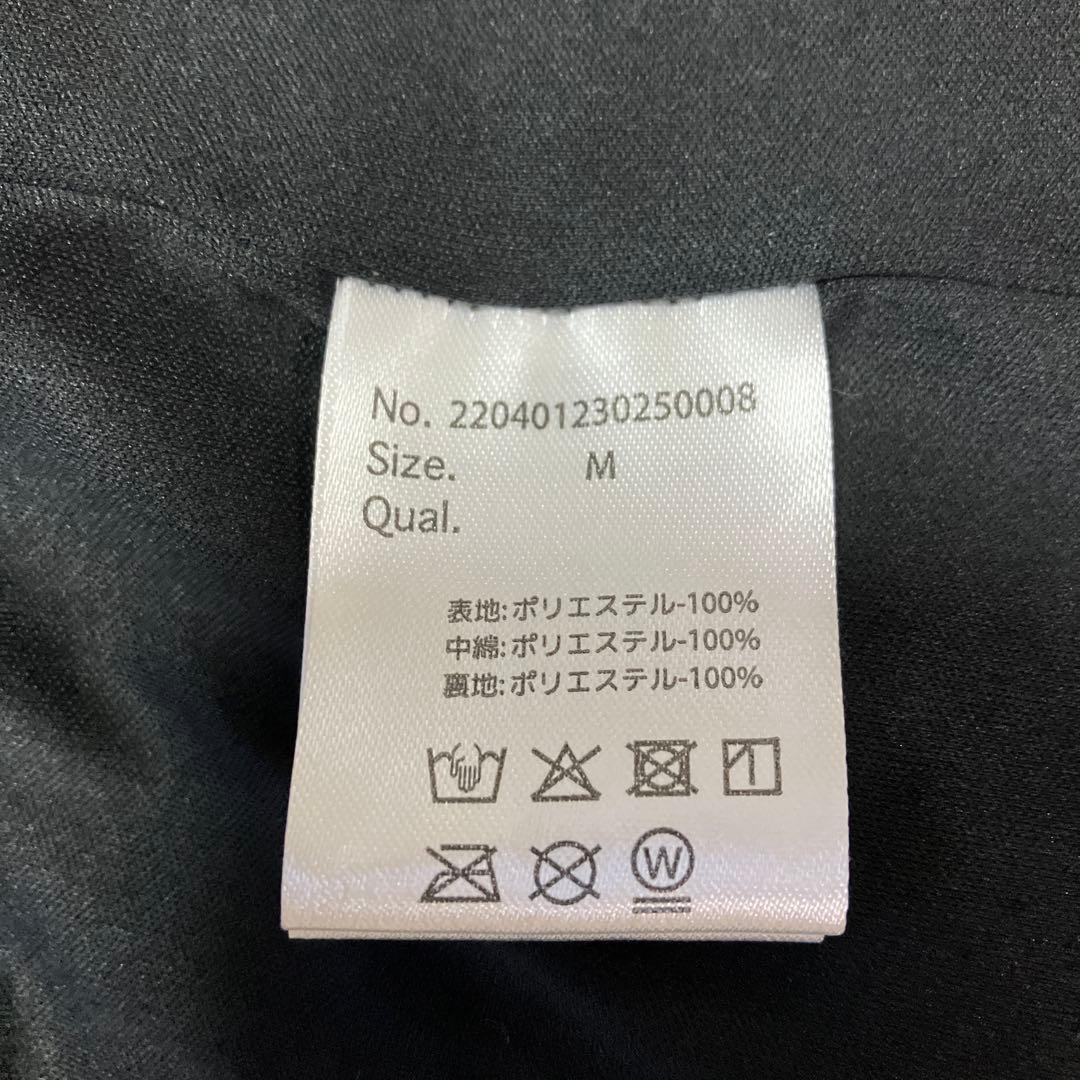 No. 220401230250008
Size. M
Qual.
表地:ポリエステル-100%
中綿:ポリエステル-100%
裏地:ポリエステル-100%
W